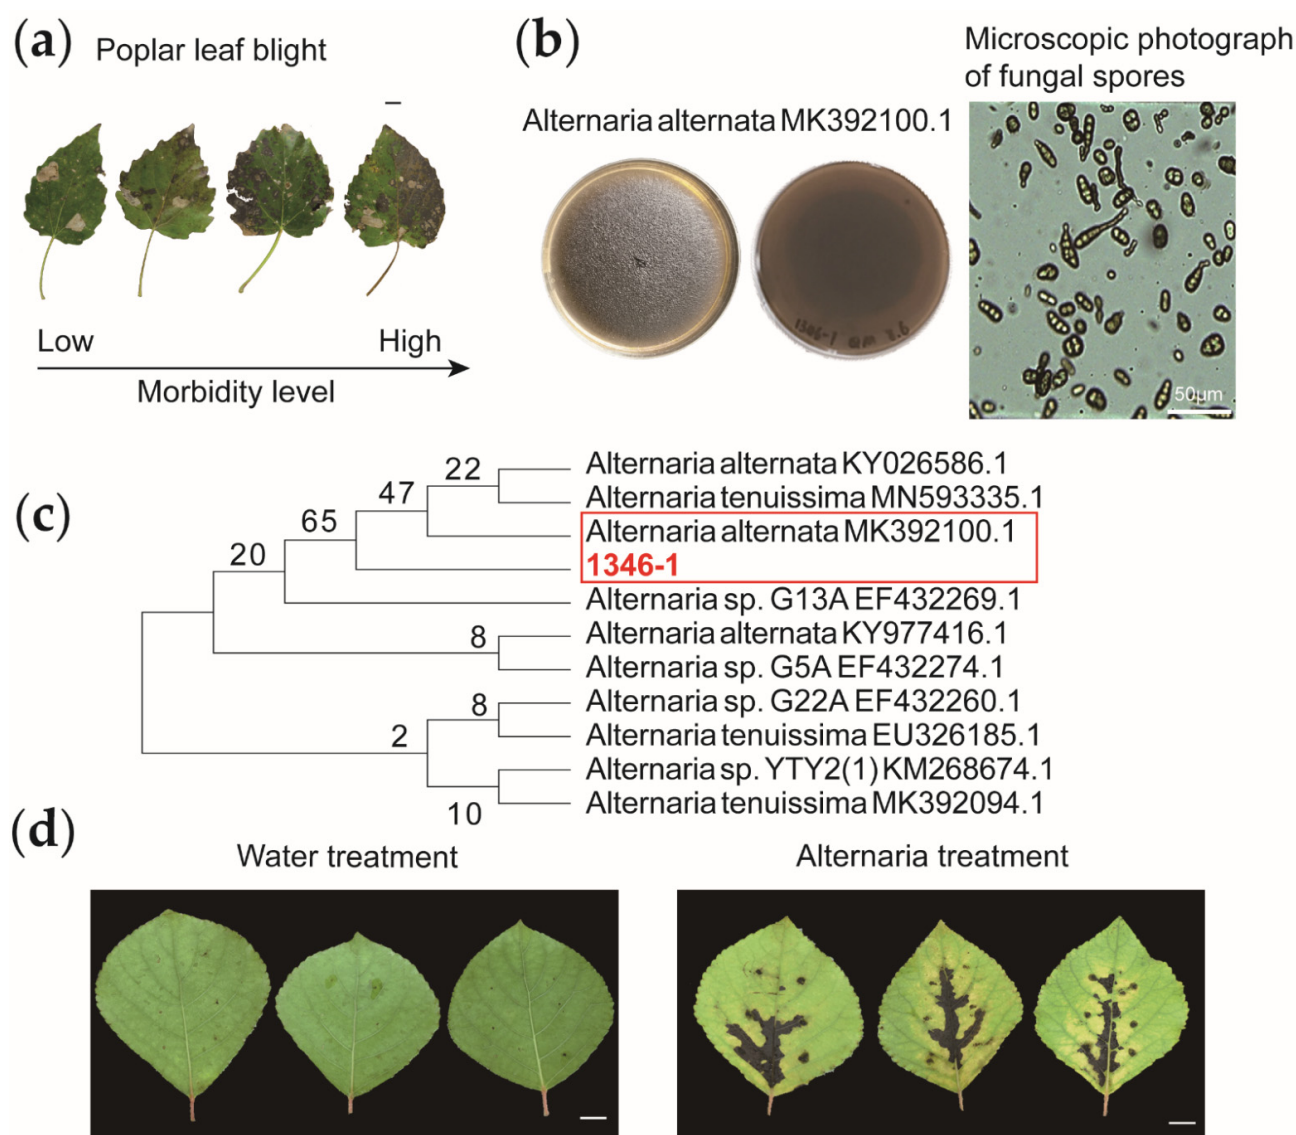 (a)
Poplar leaf blight
Low
High
Morbidity level
(b)
Alternaria alternata MK392100.1
Microscopic photograph
of fungal spores
1346-1
50μm
(c)
22
47
65
20
8
8
2
10
Alternaria alternata KY026586.1
Alternaria tenuissima MN593335.1
Alternaria alternata MK392100.1
1346-1
Alternaria sp. G13A EF432269.1
Alternaria alternata KY977416.1
Alternaria sp. G5A EF432274.1
Alternaria sp. G22A EF432260.1
Alternaria tenuissima EU326185.1
Alternaria sp. YTY2(1) KM268674.1
Alternaria tenuissima MK392094.1
(d)
Water treatment
Alternaria treatment